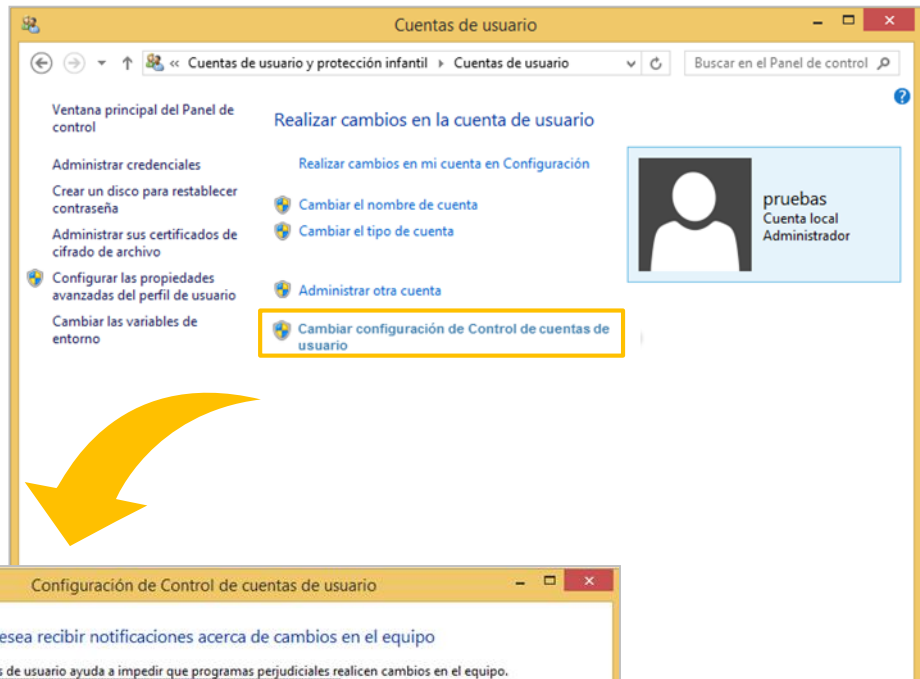 Cuentas de usuario
« Cuentas de usuario y protección infantil ▸ Cuentas de usuario
Buscar en el Panel de control
Ventana principal del Panel de
control
Administrar credenciales
Crear un disco para restablecer
contraseña
Administrar sus certificados de
cifrado de archivo
Configurar las propiedades
avanzadas del perfil de usuario
Cambiar las variables de
entorno
Realizar cambios en la cuenta de usuario
Realizar cambios en mi cuenta en Configuración
Cambiar el nombre de cuenta
Cambiar el tipo de cuenta
Administrar otra cuenta
Cambiar configuración de Control de cuentas de
usuario
pruebas
Cuenta local
Administrador
Configuración de Control de cuentas de usuario
recibir notificaciones acerca de cambios en el equipo
de usuario ayuda a impedir que programas perjudiciales realicen cambios en el equipo.